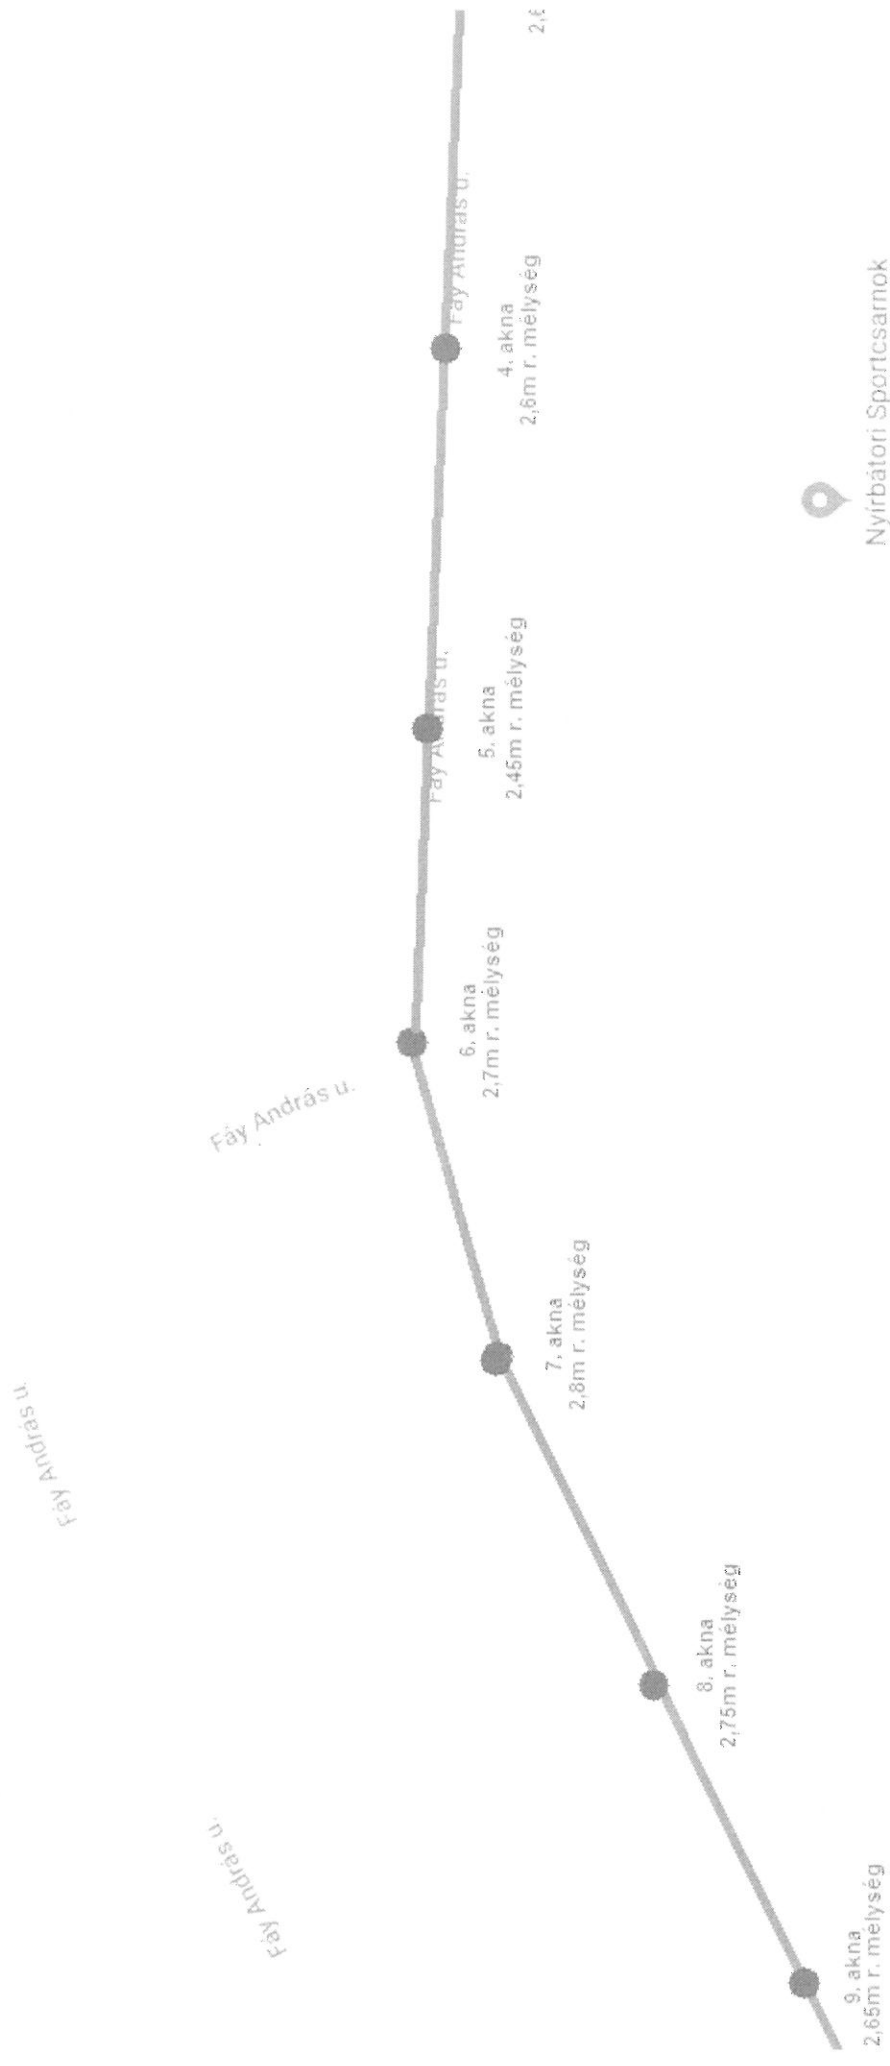 Fáy András u.
Fáy András u.
9. akna
2,65m r. mélység
8. akna
2,75m r. mélység
7. akna
2,8m r. mélység
Fáy András u.
6. akna
2,7m r. mélység
Fáy András u.
5. akna
2,45m r. mélység
Fáy András u.
4. akna
2,6m r. mélység
Nyírbátori Sportcsarnok